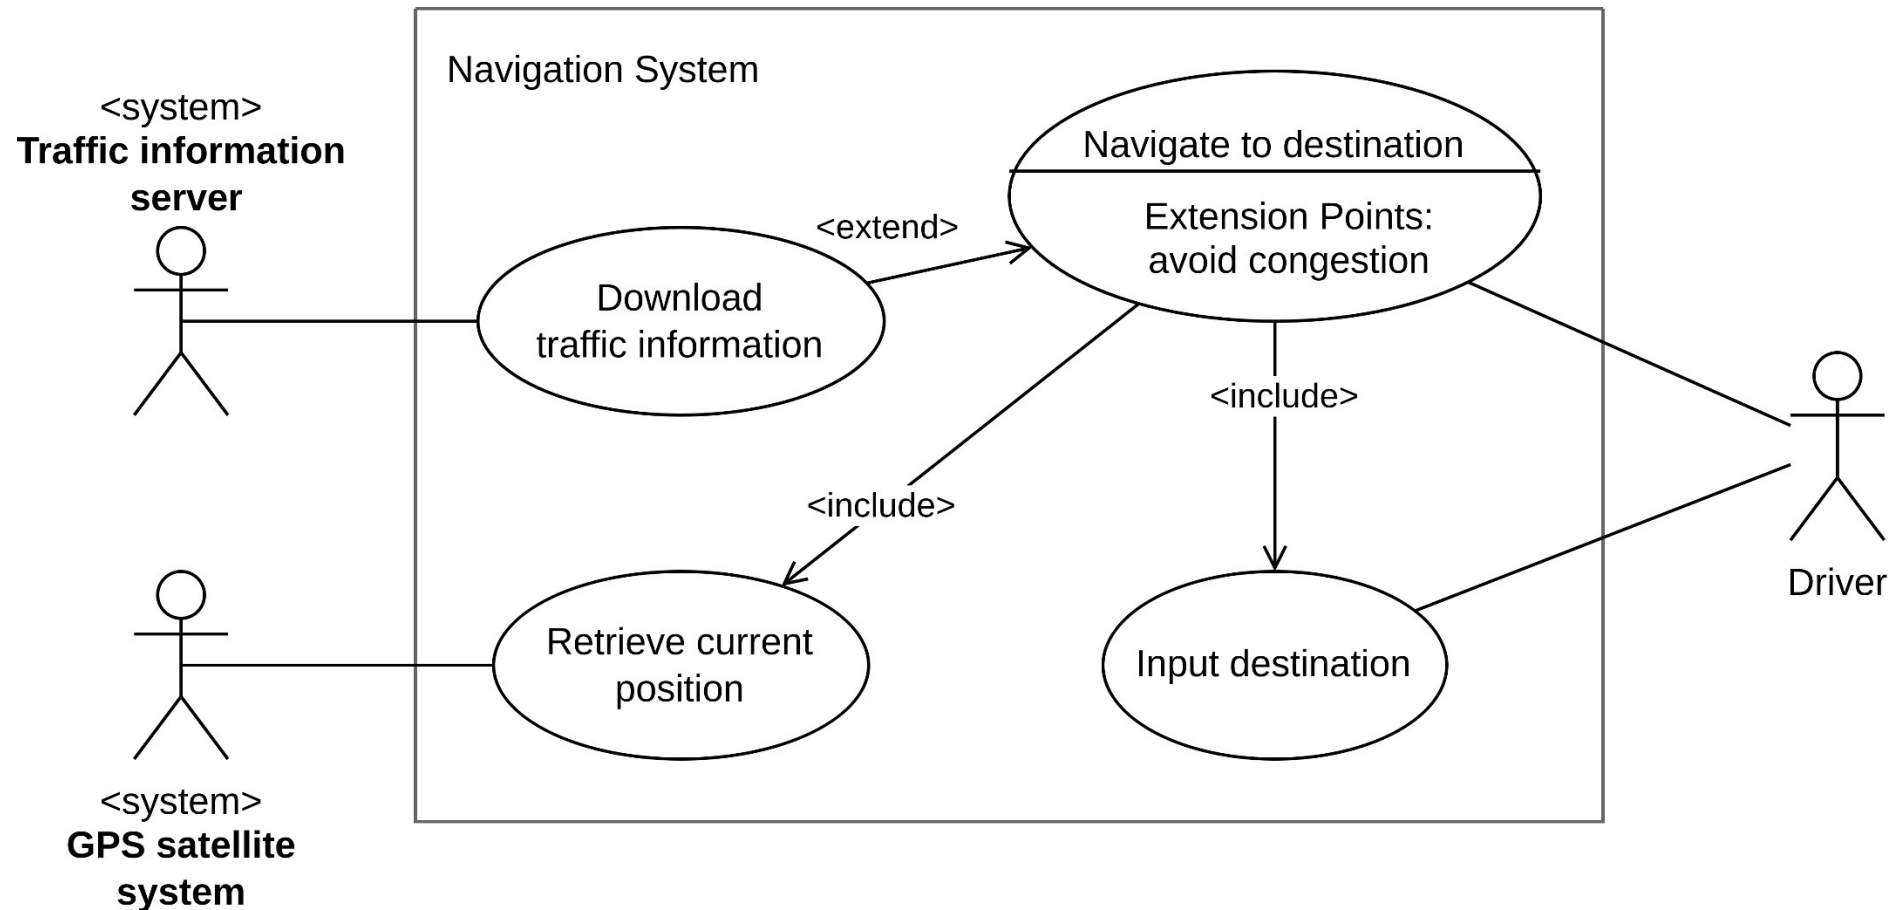 Navigation System
<system>
Traffic information
server
Navigate to destination
Extension Points:
avoid congestion
<extend>
Download
traffic information
<include>
<include>
Retrieve current
position
Input destination
Driver
<system>
GPS satellite
system